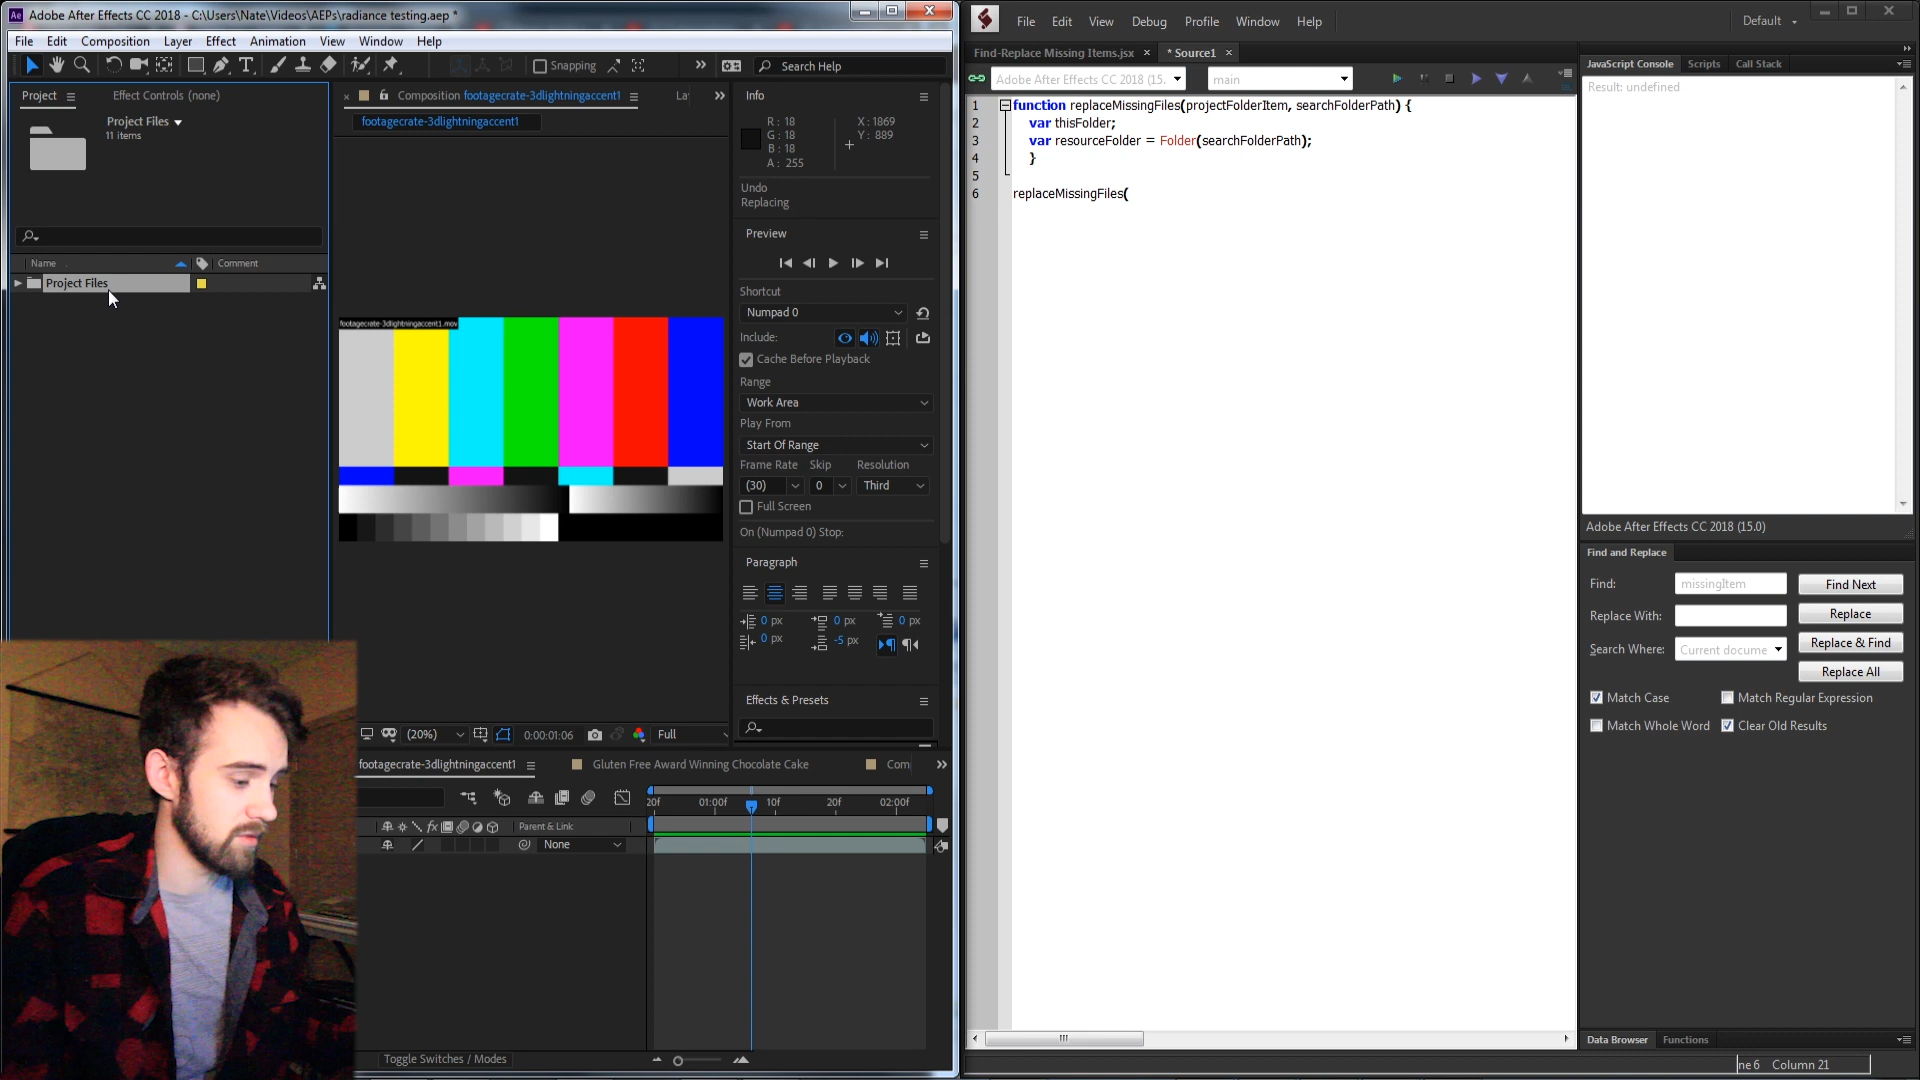 Ae Adobe After Effects CC 2018 - C:\Users\Nate\Videos\AEPs\radiance testing.aep *
File Edit Composition Layer Effect Animation View Window Help
Snapping
Search Help
Project
Effect Controls (none)
Project Files
11 items
Name
Comment
Project Files
Composition footagecrate-3dlightningaccent1
La
footagecrate-3dlightningaccent1
footagecrate-3dlightningaccent1.mov
(20%)
0:00:01:06
Full
Info
R: 18
G: 18
B: 18
A: 255
X: 1869
Y: 889
Undo
Replacing
Preview
Shortcut
Numpad 0
Include:
Cache Before Playback
Range
Work Area
Play From
Start Of Range
Frame Rate Skip Resolution
(30) 0 Third
Full Screen
On (Numpad 0) Stop:
Paragraph
0 px 0 px 0 px
0 px -5 px
Effects & Presets
footagecrate-3dlightningaccent1
Gluten Free Award Winning Chocolate Cake
Com
20f 01:00f 10f 20f 02:00f
fx
Parent & Link
None
Toggle Switches / Modes
File Edit View Debug Profile Window Help
Default
Find-Replace Missing Items.jsx ×
* Source1 ×
Adobe After Effects CC 2018 (15.
main
1 function replaceMissingFiles(projectFolderItem, searchFolderPath) {
2 var thisFolder;
3 var resourceFolder = Folder(searchFolderPath);
4 }
5
6 replaceMissingFiles(
JavaScript Console
Scripts
Call Stack
Result: undefined
Adobe After Effects CC 2018 (15.0)
Find and Replace
Find: missingItem Find Next
Replace With: Replace
Search Where: Current docume Replace & Find
Replace All
Match Case Match Regular Expression
Match Whole Word Clear Old Results
Data Browser Functions
ne 6 Column 21